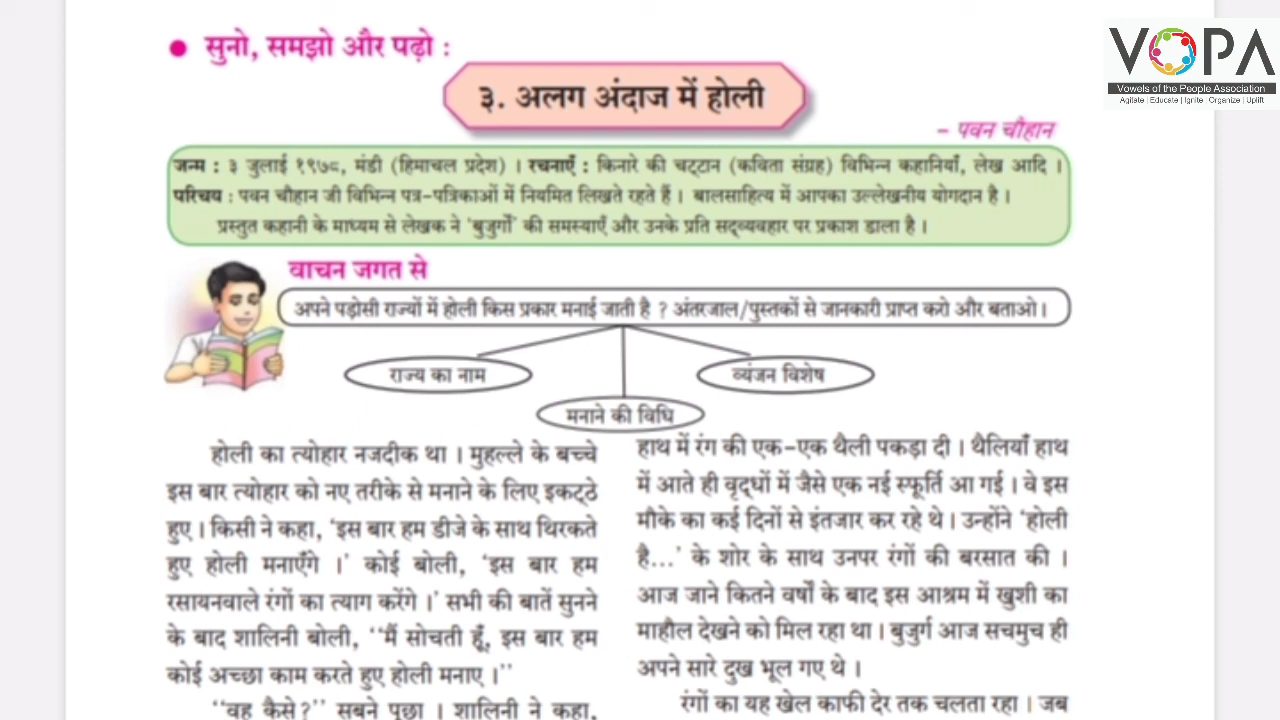 ● सुनो, समझो और पढ़ो :
३. अलग अंदाज में होली
– पवन चौहान
जन्म : ३ जुलाई १९७८, मंडी (हिमाचल प्रदेश) । रचनाएँ : किनारे की चट्टान (कविता संग्रह) विभिन्न कहानियाँ, लेख आदि ।
परिचय : पवन चौहान जी विभिन्न पत्र-पत्रिकाओं में नियमित लिखते रहते हैं । बालसाहित्य में आपका उल्लेखनीय योगदान है ।
प्रस्तुत कहानी के माध्यम से लेखक ने ‘बुजुर्गों’ की समस्याएँ और उनके प्रति सद्व्यवहार पर प्रकाश डाला है ।
वाचन जगत से
अपने पड़ोसी राज्यों में होली किस प्रकार मनाई जाती है ? अंतरजाल/पुस्तकों से जानकारी प्राप्त करो और बताओ ।
राज्य का नाम
व्यंजन विशेष
मनाने की विधि
होली का त्योहार नजदीक था । मुहल्ले के बच्चे
इस बार त्योहार को नए तरीके से मनाने के लिए इकट्ठे
हुए । किसी ने कहा, ‘इस बार हम डीजे के साथ थिरकते
हुए होली मनाएँगे ।’ कोई बोली, ‘इस बार हम
रसायनवाले रंगों का त्याग करेंगे ।’ सभी की बातें सुनने
के बाद शालिनी बोली, ‘‘मैं सोचती हूँ, इस बार हम
कोई अच्छा काम करते हुए होली मनाए ।’’
‘‘वह कैसे?’’ सबने पूछा । शालिनी ने कहा,
हाथ में रंग की एक-एक थैली पकड़ा दी । थैलियाँ हाथ
में आते ही वृद्धों में जैसे एक नई स्फूर्ति आ गई । वे इस
मौके का कई दिनों से इंतजार कर रहे थे । उन्होंने ‘होली
है...’ के शोर के साथ उनपर रंगों की बरसात की ।
आज जाने कितने वर्षों के बाद इस आश्रम में खुशी का
माहौल देखने को मिल रहा था । बुजुर्ग आज सचमुच ही
अपने सारे दुख भूल गए थे ।
रंगों का यह खेल काफी देर तक चलता रहा । जब
VOPA
Vowels of the People Association
Agitate | Educate | Ignite | Organize | Uplift